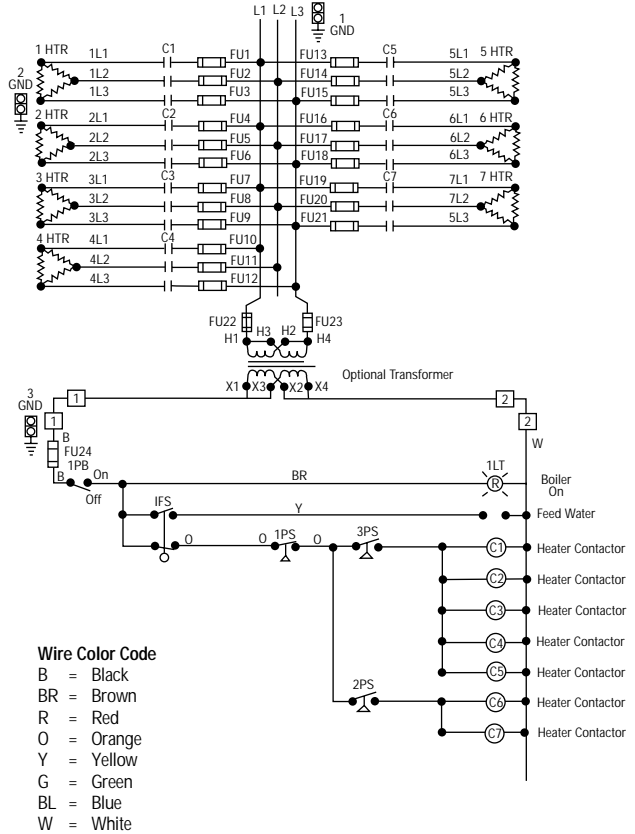 L1 L2 L3 1 GND
1 HTR 1L1 C1 FU1 FU13 C5 5L1 5 HTR
2 GND 1L2 FU2 FU14 5L2
1L3 FU3 FU15 5L3
2 HTR 2L1 C2 FU4 FU16 C6 6L1 6 HTR
2L2 FU5 FU17 6L2
2L3 FU6 FU18 6L3
3 HTR 3L1 C3 FU7 FU19 C7 7L1 7 HTR
3L2 FU8 FU20 7L2
3L3 FU9 FU21 5L3
4 HTR 4L1 C4 FU10
4L2 FU11
4L3 FU12
FU22 FU23
H1 H3 H2 H4
Optional Transformer
X1 X3 X2 X4
3 GND 1 2
1 2
B W
FU24
1PB
B On BR 1LT R Boiler On
Off
IFS Y Feed Water
O O 1PS O 3PS C1 Heater Contactor
C2 Heater Contactor
C3 Heater Contactor
C4 Heater Contactor
C5 Heater Contactor
2PS C6 Heater Contactor
C7 Heater Contactor
Wire Color Code
B = Black
BR = Brown
R = Red
O = Orange
Y = Yellow
G = Green
BL = Blue
W = White